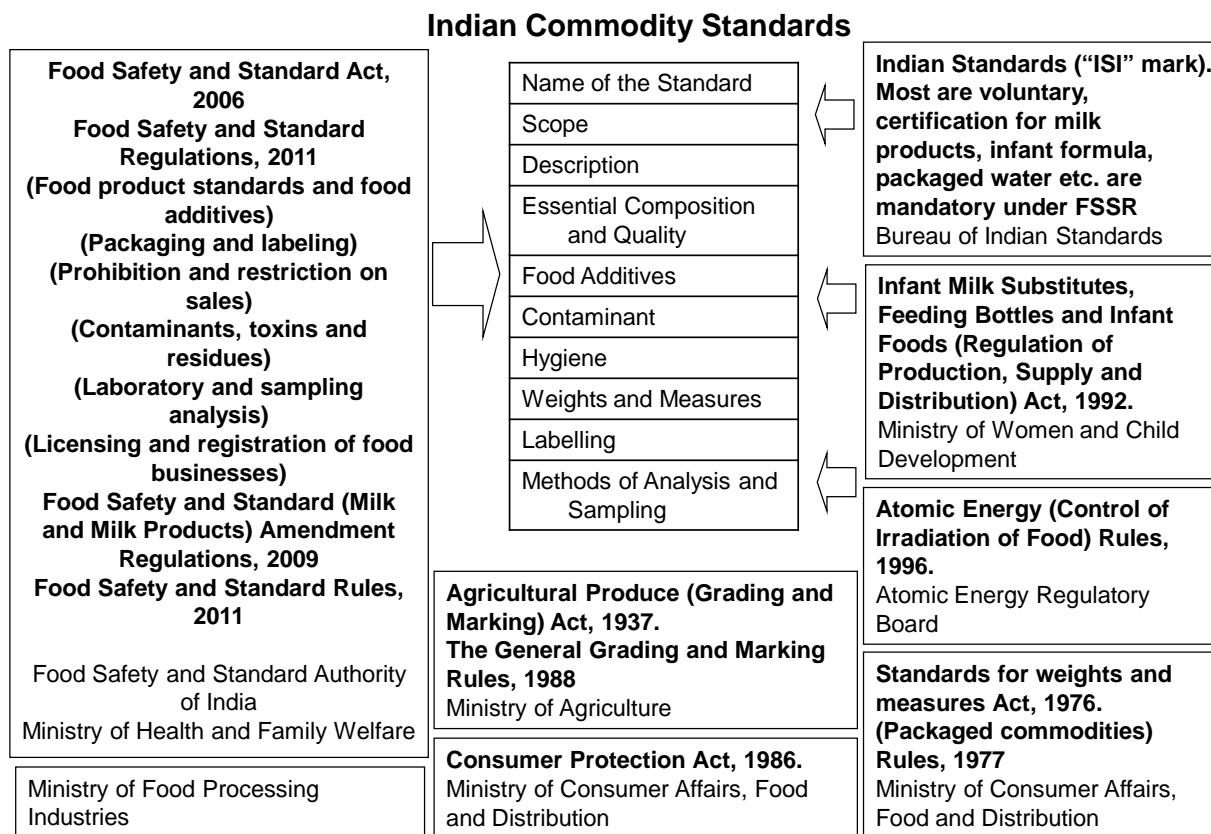 Indian Commodity Standards
Food Safety and Standard Act,
2006
Food Safety and Standard
Regulations, 2011
(Food product standards and food
additives)
(Packaging and labeling)
(Prohibition and restriction on
sales)
(Contaminants, toxins and
residues)
(Laboratory and sampling
analysis)
(Licensing and registration of food
businesses)
Food Safety and Standard (Milk
and Milk Products) Amendment
Regulations, 2009
Food Safety and Standard Rules,
2011
Food Safety and Standard Authority
of India
Ministry of Health and Family Welfare
Ministry of Food Processing
Industries
Name of the Standard
Scope
Description
Essential Composition
and Quality
Food Additives
Contaminant
Hygiene
Weights and Measures
Labelling
Methods of Analysis and
Sampling
Agricultural Produce (Grading and
Marking) Act, 1937.
The General Grading and Marking
Rules, 1988
Ministry of Agriculture
Consumer Protection Act, 1986.
Ministry of Consumer Affairs, Food
and Distribution
Indian Standards (“ISI” mark).
Most are voluntary,
certification for milk
products, infant formula,
packaged water etc. are
mandatory under FSSR
Bureau of Indian Standards
Infant Milk Substitutes,
Feeding Bottles and Infant
Foods (Regulation of
Production, Supply and
Distribution) Act, 1992.
Ministry of Women and Child
Development
Atomic Energy (Control of
Irradiation of Food) Rules,
1996.
Atomic Energy Regulatory
Board
Standards for weights and
measures Act, 1976.
(Packaged commodities)
Rules, 1977
Ministry of Consumer Affairs,
Food and Distribution